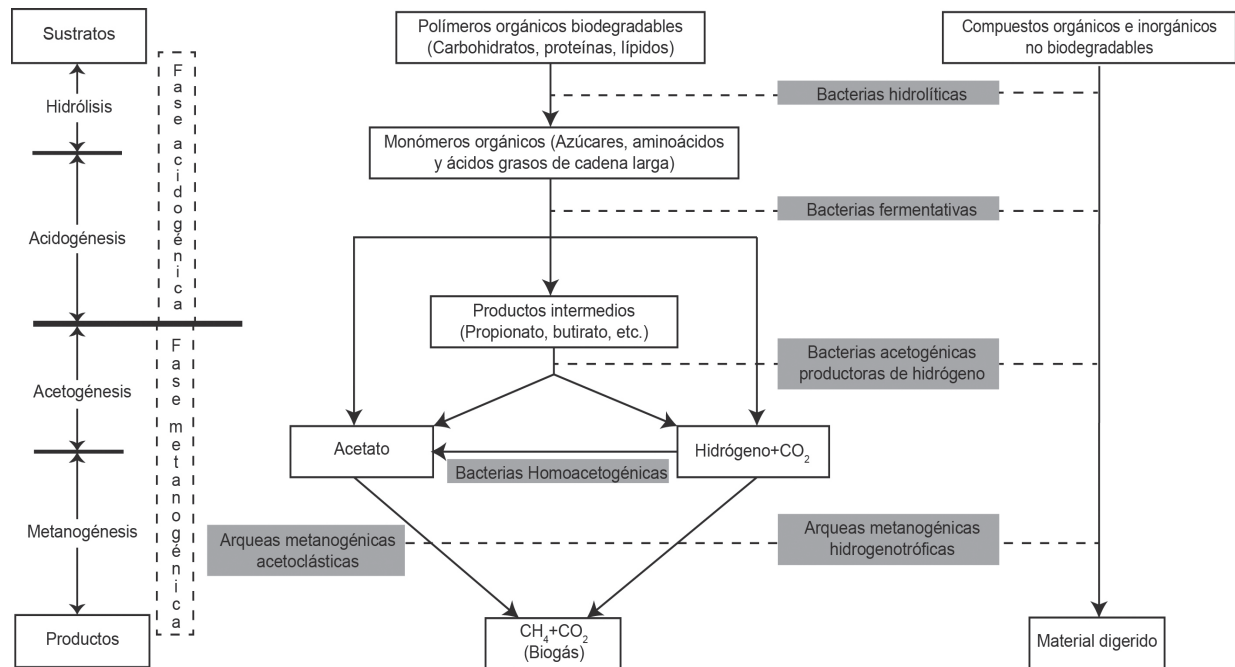 Sustratos
Polímeros orgánicos biodegradables
(Carbohidratos, proteínas, lípidos)
Compuestos orgánicos e inorgánicos
no biodegradables
Hidrólisis
Fase acidogénica
Bacterias hidrolíticas
Monómeros orgánicos (Azúcares, aminoácidos
y ácidos grasos de cadena larga)
Acidogénesis
Bacterias fermentativas
Productos intermedios
(Propionato, butirato, etc.)
Bacterias acetogénicas
productoras de hidrógeno
Acetogénesis
Fase metanogénica
Acetato
Hidrógeno+CO₂
Bacterias Homoacetogénicas
Metanogénesis
Arqueas metanogénicas
acetoclásticas
Arqueas metanogénicas
hidrogenotróficas
Productos
CH₄+CO₂
(Biogás)
Material digerido